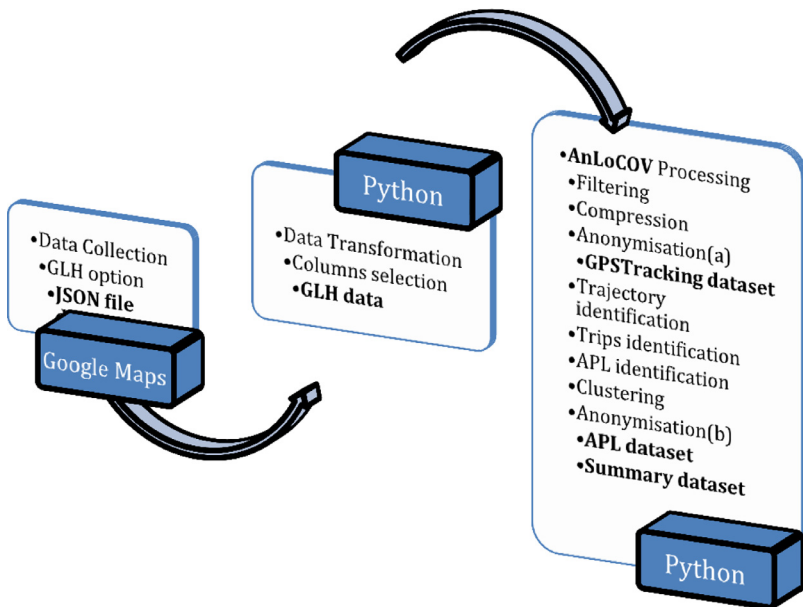 •Data Collection
•GLH option
•JSON file
Google Maps
Python
•Data Transformation
•Columns selection
•GLH data
•AnLoCOV Processing
•Filtering
•Compression
•Anonymisation(a)
•GPSTracking dataset
•Trajectory
identification
•Trips identification
•APL identification
•Clustering
•Anonymisation(b)
•APL dataset
•Summary dataset
Python